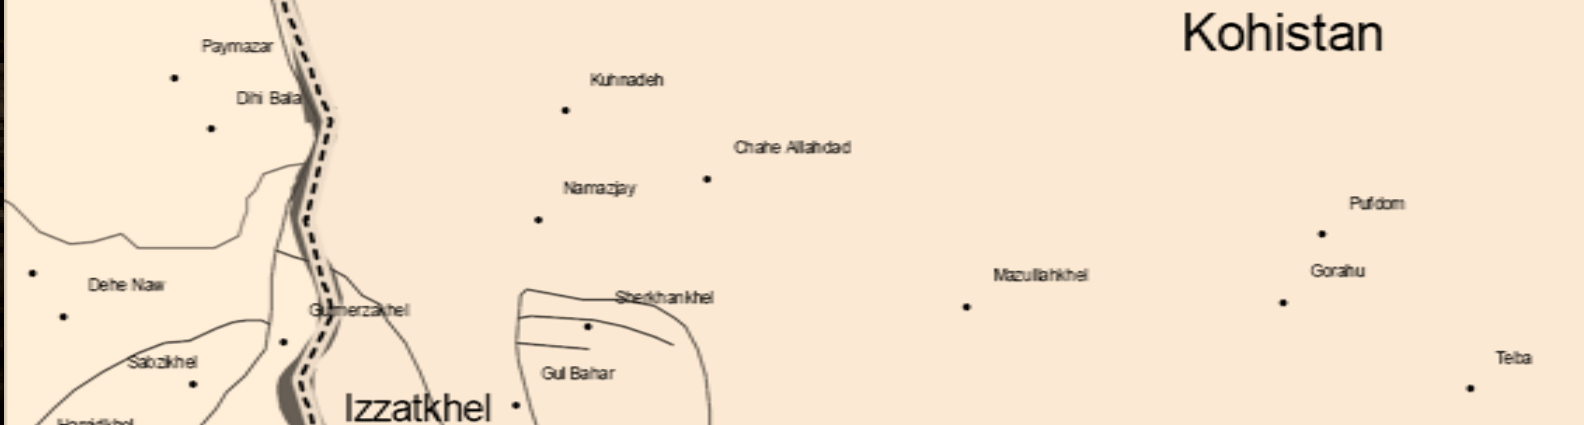 Kohistan
Paymazar
Kuhnadeh
Dihi Bala
Chahe Allahdad
Namazjay
Pufdom
Gorahu
Mazullahkhel
Dehe Naw
Sherkhankhel
Gulmerzakhel
Teba
Sabzikhel
Gul Bahar
Izzatkhel
Hamidkhel